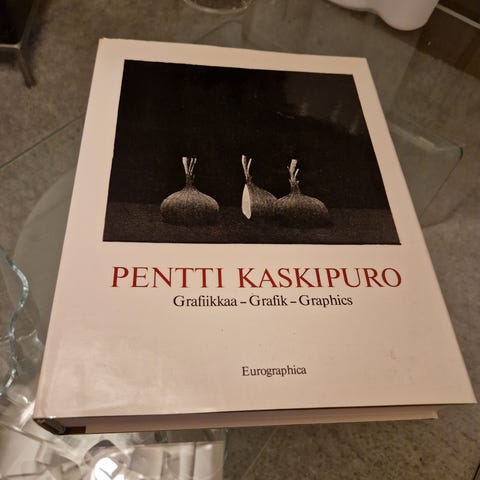 PENTTI KASKIPURO
Grafiikkaa – Grafik – Graphics
Eurographica